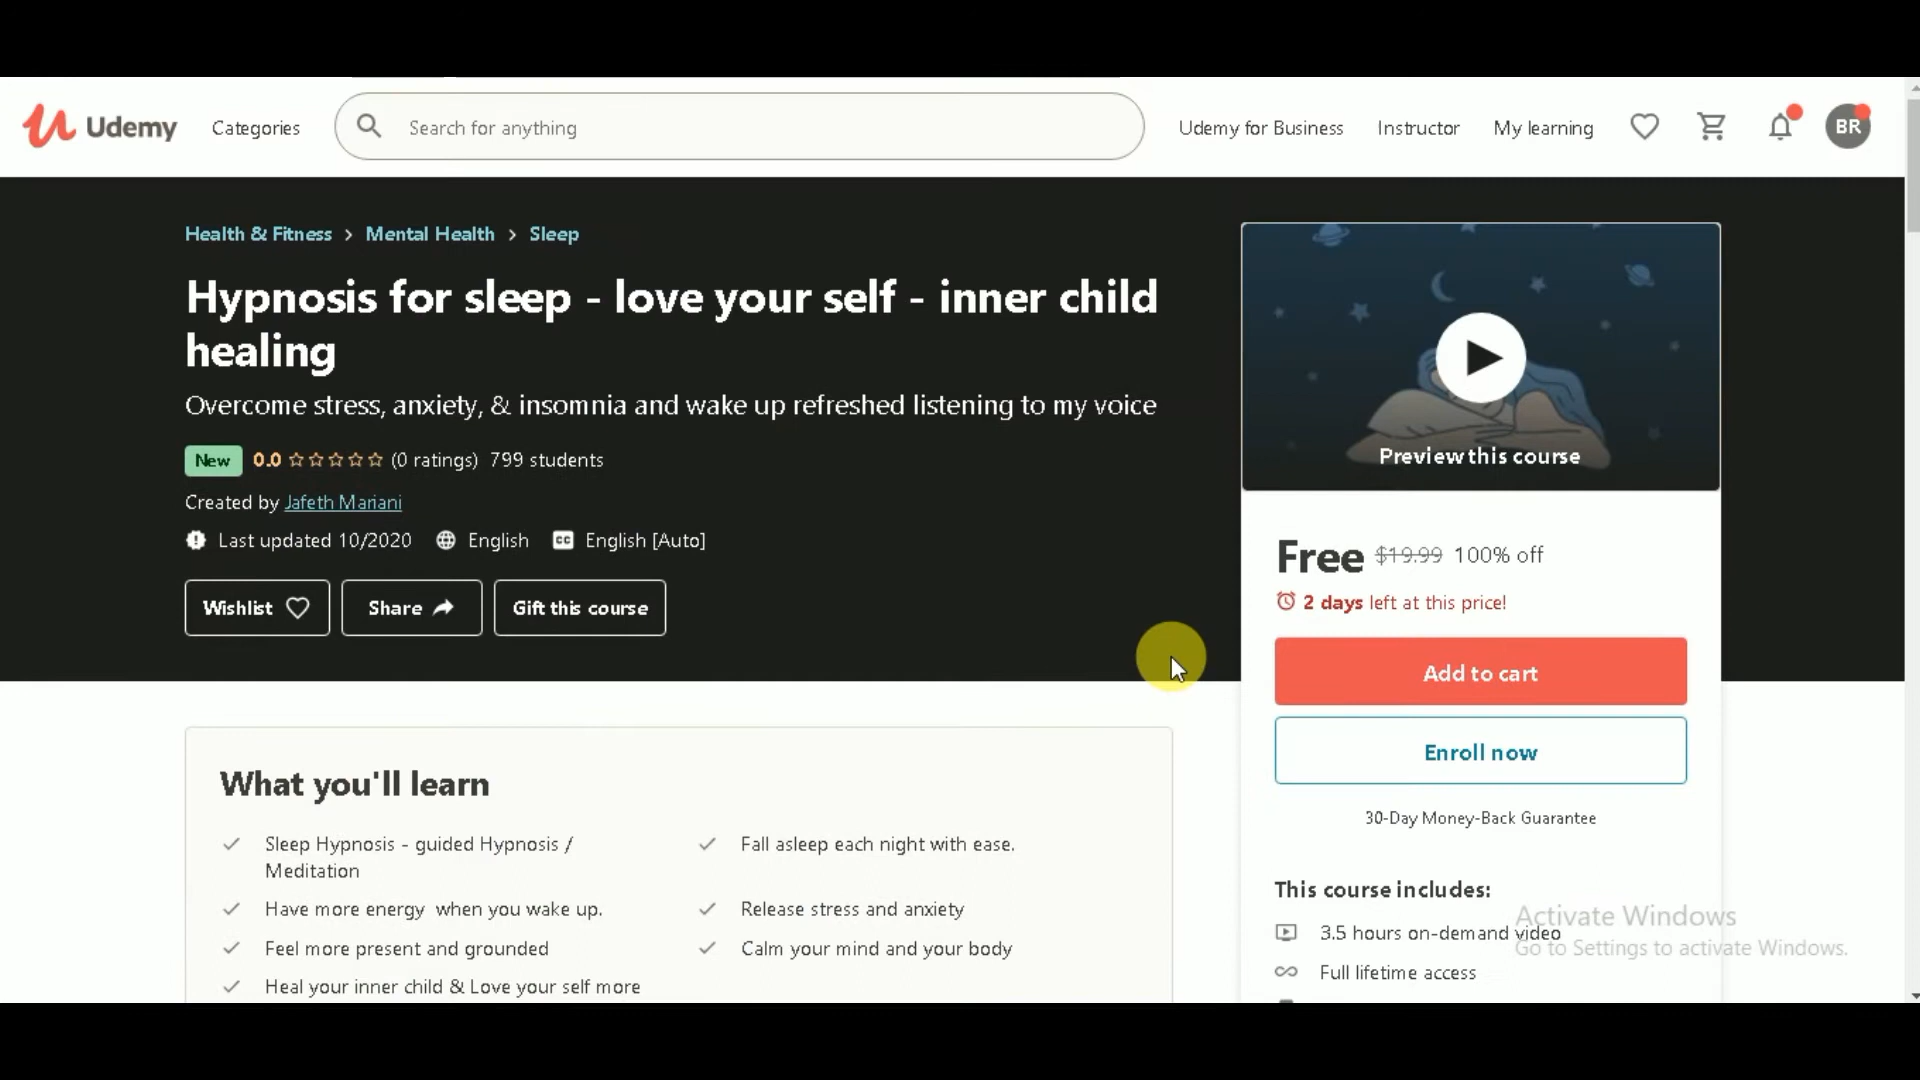 Udemy
Categories
Search for anything
Udemy for Business
Instructor
My learning
BR
Health & Fitness > Mental Health > Sleep
Hypnosis for sleep - love your self - inner child
healing
Overcome stress, anxiety, & insomnia and wake up refreshed listening to my voice
New 0.0 (0 ratings) 799 students
Created by Jafeth Mariani
Last updated 10/2020 English CC English [Auto]
Wishlist
Share
Gift this course
Preview this course
Free $19.99 100% off
2 days left at this price!
Add to cart
Enroll now
30-Day Money-Back Guarantee
This course includes:
3.5 hours on-demand video
Full lifetime access
What you'll learn
Sleep Hypnosis - guided Hypnosis /
Meditation
Fall asleep each night with ease.
Have more energy when you wake up.
Release stress and anxiety
Feel more present and grounded
Calm your mind and your body
Heal your inner child & Love your self more
Activate Windows
Go to Settings to activate Windows.